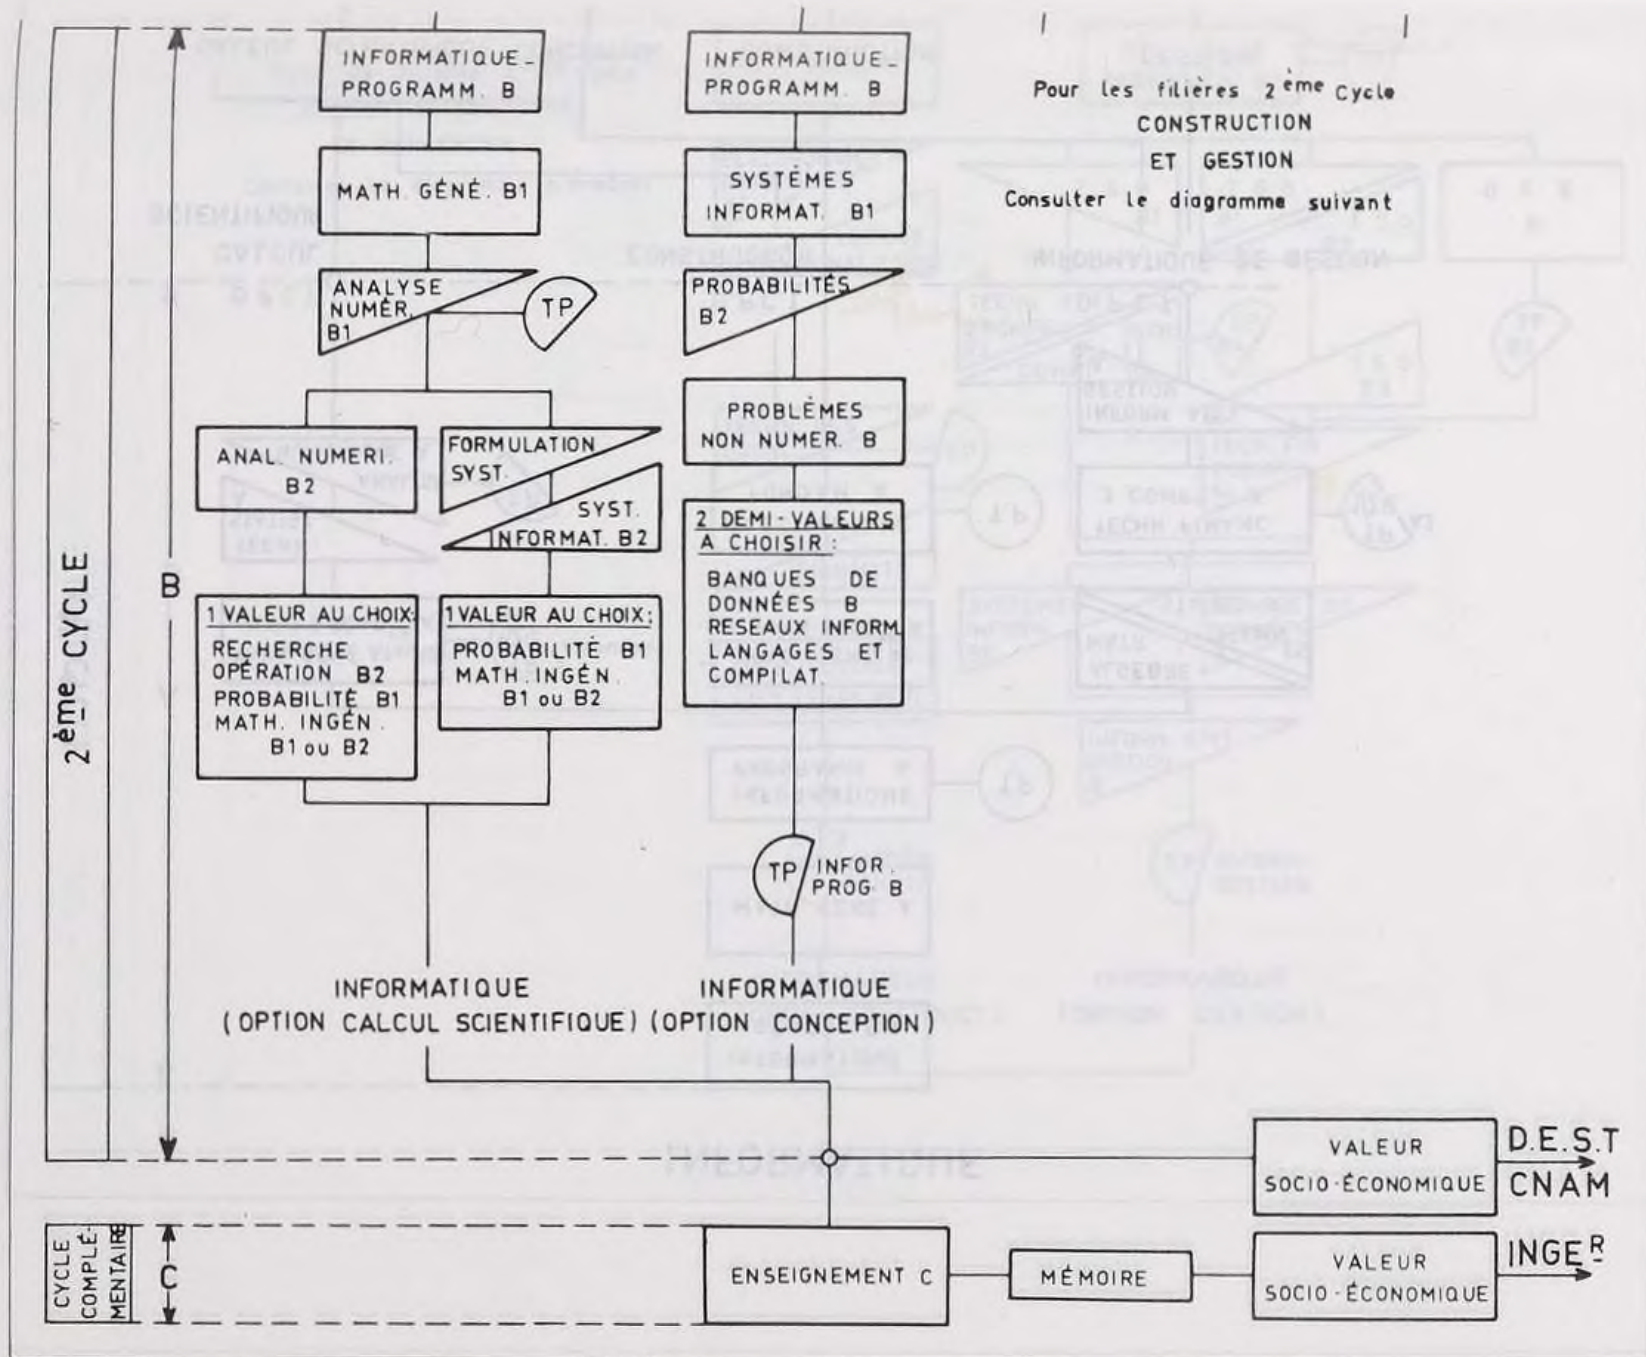 2ème CYCLE
B
INFORMATIQUE-
PROGRAMM. B
MATH. GÉNÉ. B1
ANALYSE
NUMÉR.
B1
TP
ANAL. NUMERI.
B2
1 VALEUR AU CHOIX:
RECHERCHE
OPÉRATION B2
PROBABILITÉ B1
MATH. INGÉN.
B1 ou B2
FORMULATION
SYST.
SYST.
INFORMAT. B2
1 VALEUR AU CHOIX:
PROBABILITÉ B1
MATH. INGÉN.
B1 ou B2
INFORMATIQUE
(OPTION CALCUL SCIENTIFIQUE)
INFORMATIQUE-
PROGRAMM. B
SYSTÈMES
INFORMAT. B1
PROBABILITÉS
B2
PROBLÈMES
NON NUMER. B
2 DEMI-VALEURS
A CHOISIR :
BANQUES DE
DONNÉES B
RESEAUX INFORM.
LANGAGES ET
COMPILAT.
TP
INFOR.
PROG. B
INFORMATIQUE
(OPTION CONCEPTION)
Pour les filières 2ème Cycle
CONSTRUCTION
ET GESTION
Consulter le diagramme suivant
VALEUR
SOCIO-ÉCONOMIQUE
D.E.S.T
CNAM
CYCLE
COMPLÉ-
MENTAIRE
C
ENSEIGNEMENT C
MÉMOIRE
VALEUR
SOCIO-ÉCONOMIQUE
INGER